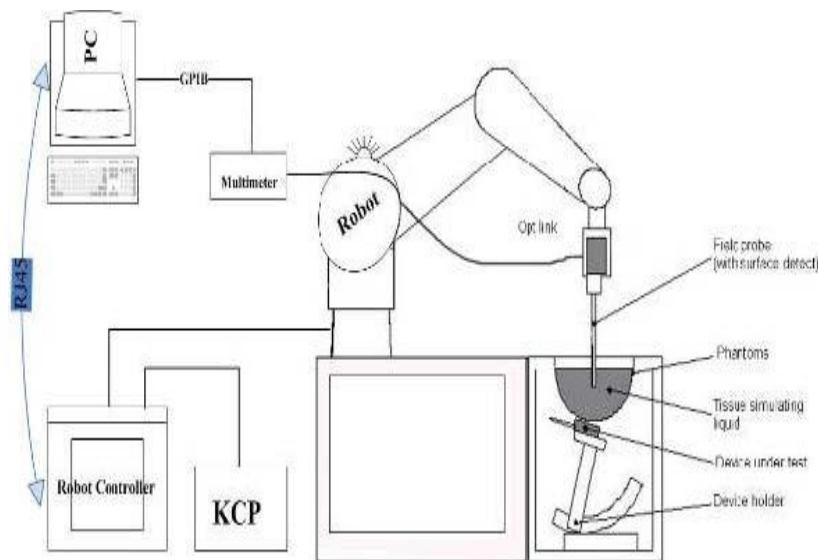 PC
GPIB
Multimeter
Robot
Opt link
Field probe
(with surface detect)
RJ45
Phantoms
Tissue simulating
liquid
Device under test
Device holder
Robot Controller
KCP